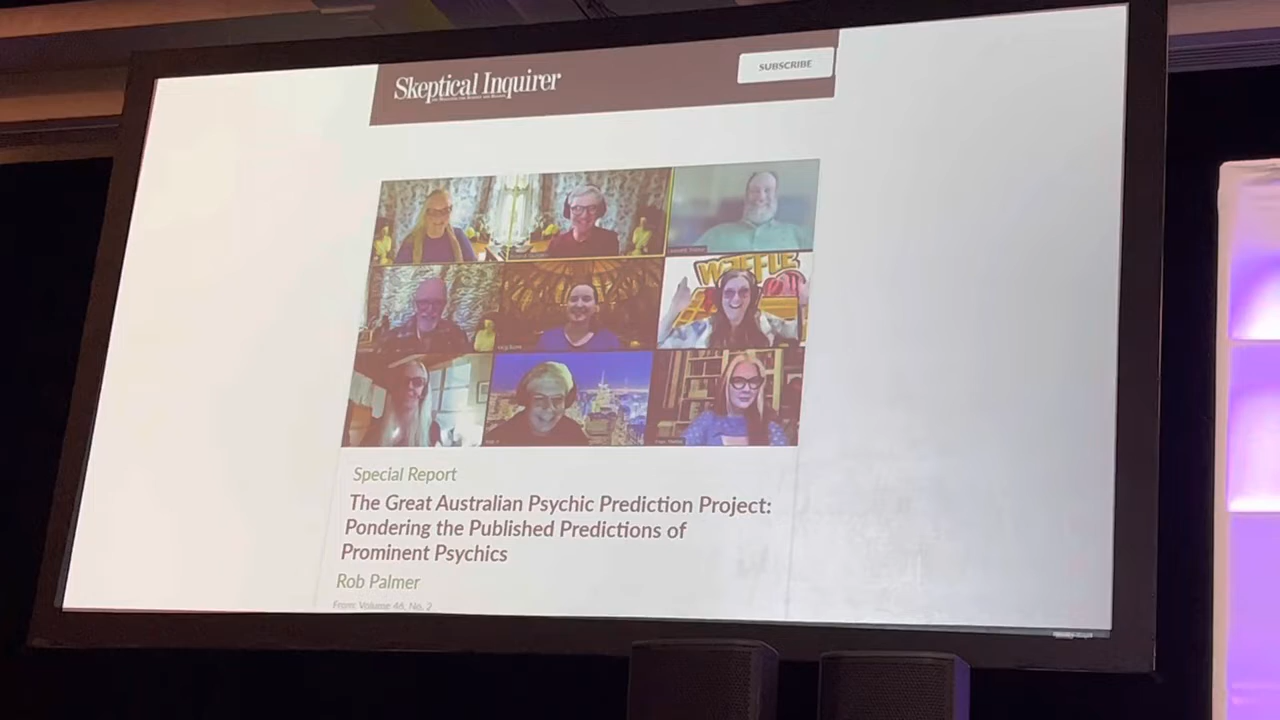 Skeptical Inquirer
SUBSCRIBE
WAFFLE
Special Report
The Great Australian Psychic Prediction Project:
Pondering the Published Predictions of
Prominent Psychics
Rob Palmer
From: Volume 46, No. 2